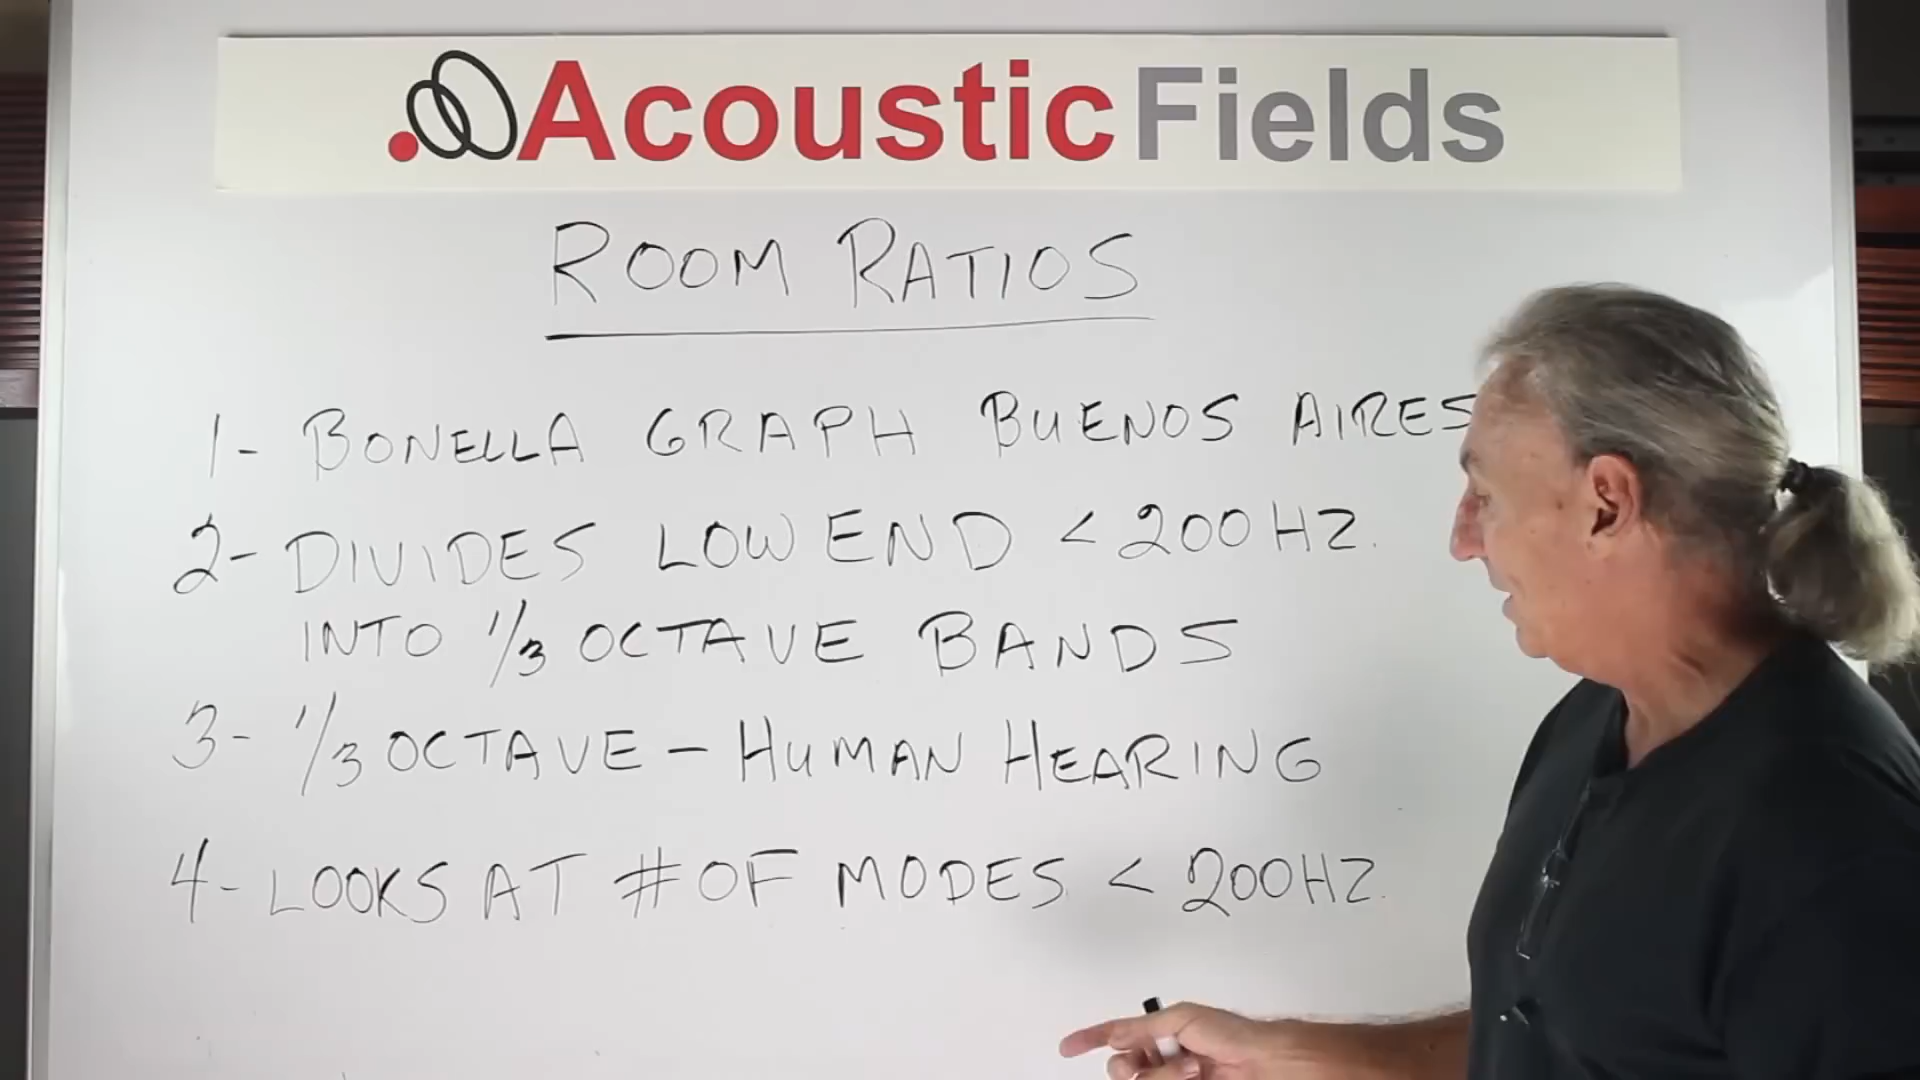 AcousticFields
ROOM RATIOS
1- BONELLA GRAPH BUENOS AIRES
2- DIVIDES LOW END < 200 HZ.
INTO 1/3 OCTAVE BANDS
3- 1/3 OCTAVE - HUMAN HEARING
4- LOOKS AT # OF MODES < 200HZ.